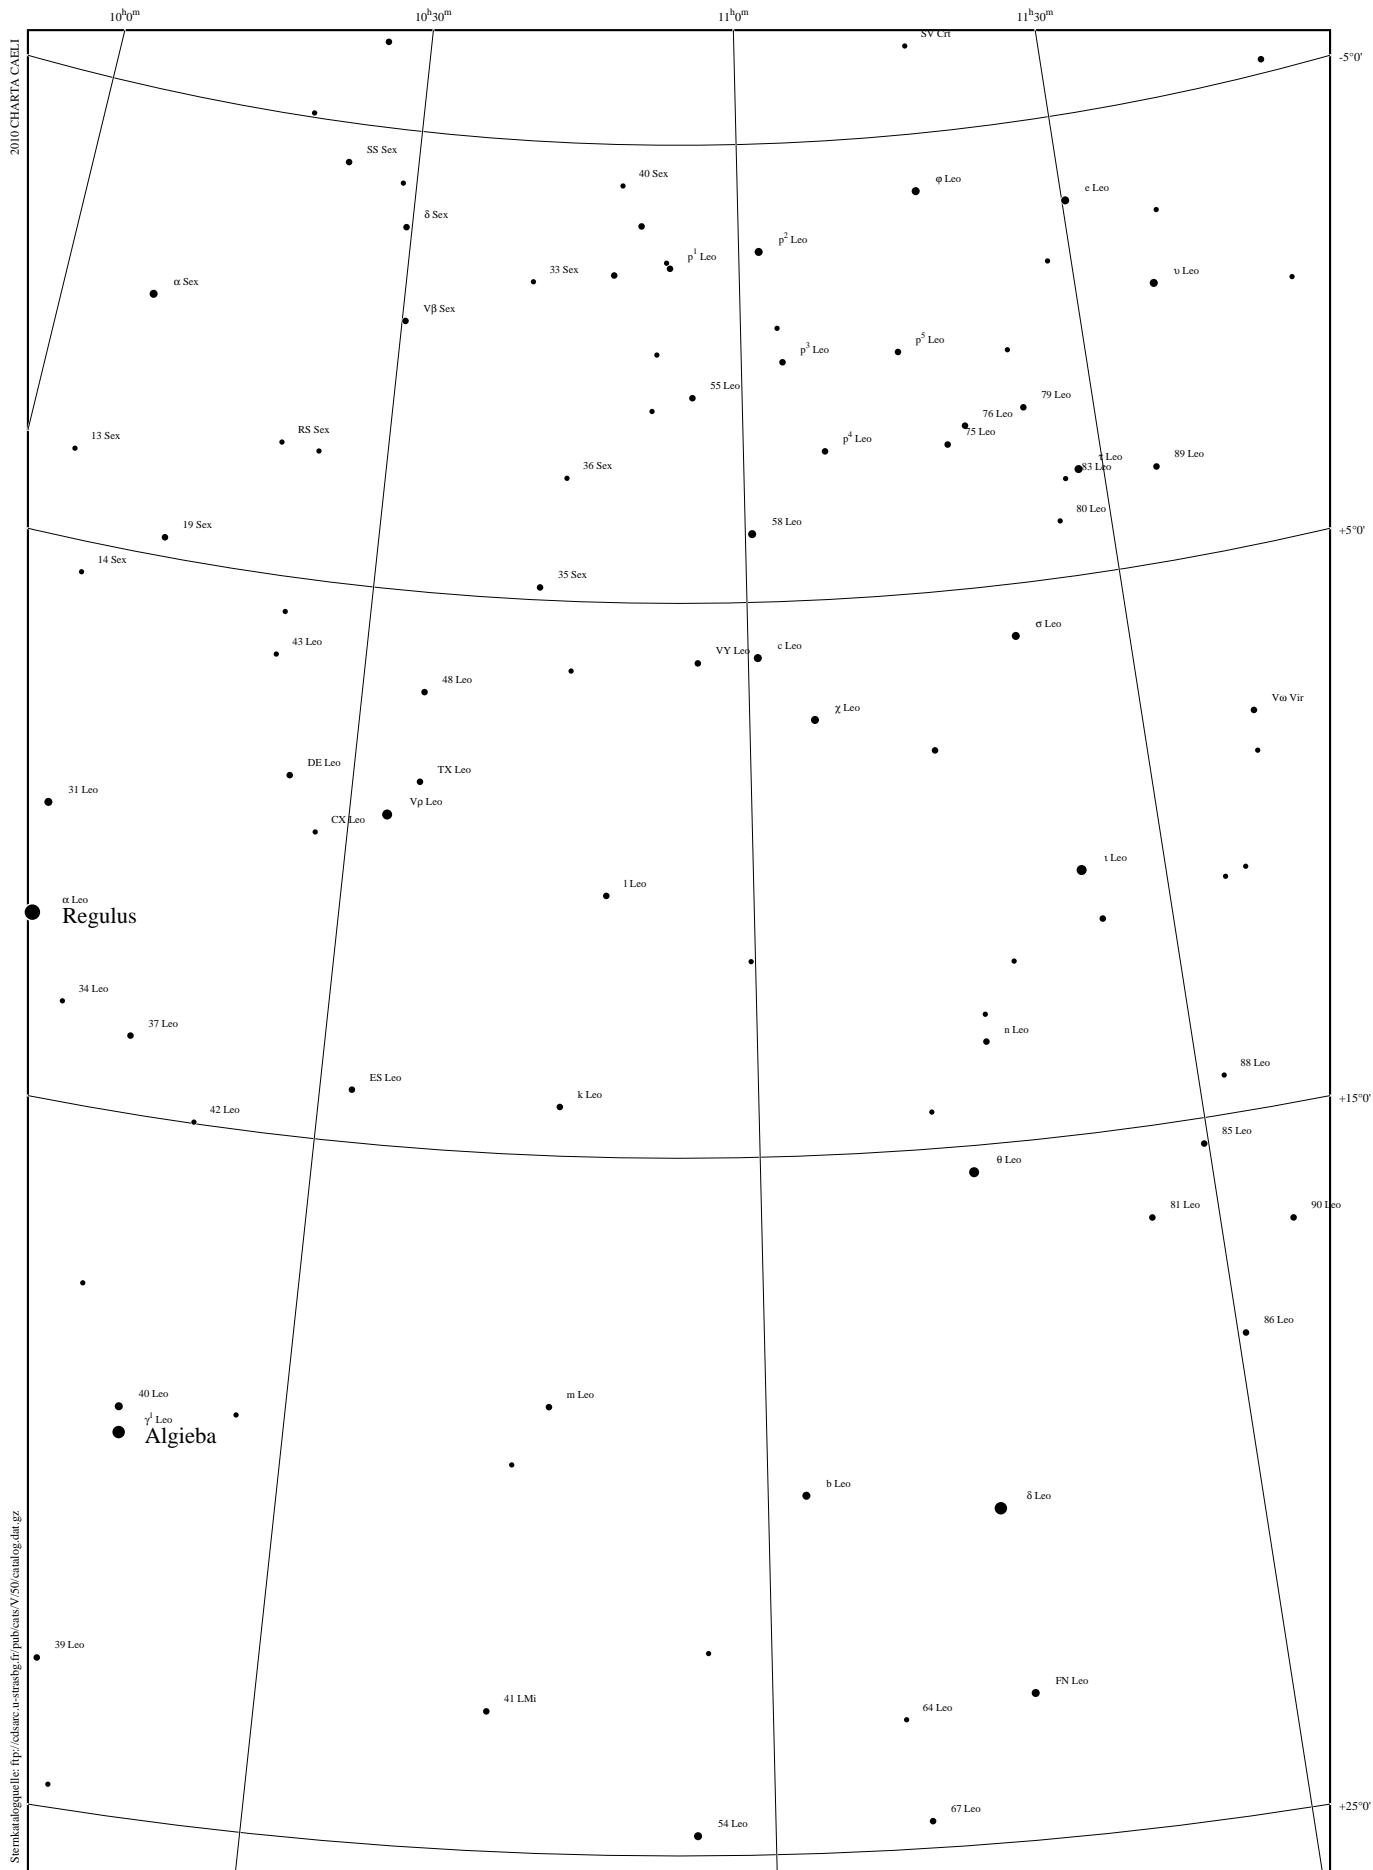 10h0m
10h30m
11h0m
11h30m
2010 CHARTA CAELI
SV Crt
-5°0'
SS Sex
40 Sex
φ Leo
e Leo
δ Sex
p2 Leo
p1 Leo
33 Sex
α Sex
υ Leo
Vβ Sex
p3 Leo
p5 Leo
55 Leo
79 Leo
76 Leo
75 Leo
13 Sex
RS Sex
p4 Leo
τ Leo
83 Leo
89 Leo
36 Sex
80 Leo
19 Sex
58 Leo
+5°0'
14 Sex
35 Sex
43 Leo
σ Leo
VY Leo
c Leo
48 Leo
χ Leo
Vω Vir
DE Leo
TX Leo
31 Leo
Vρ Leo
CX Leo
ι Leo
l Leo
α Leo
Regulus
34 Leo
37 Leo
n Leo
88 Leo
ES Leo
k Leo
+15°0'
42 Leo
85 Leo
θ Leo
81 Leo
90 Leo
86 Leo
40 Leo
m Leo
γ1 Leo
Algieba
b Leo
δ Leo
39 Leo
FN Leo
41 LMi
64 Leo
+25°0'
67 Leo
54 Leo
Sternkatalogquelle: ftp://cdsarc.u-strasbg.fr/pub/cats/V/50/catalog.dat.gz